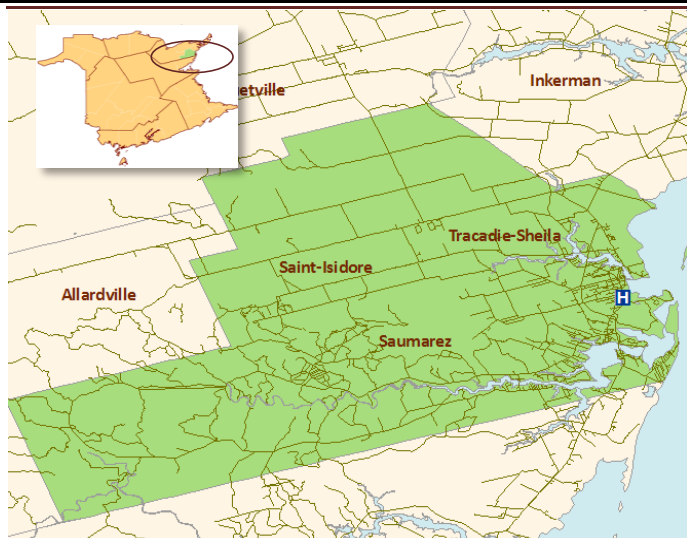 Inkerman
etville
Tracadie-Sheila
Saint-Isidore
Allardville
H
Saumarez